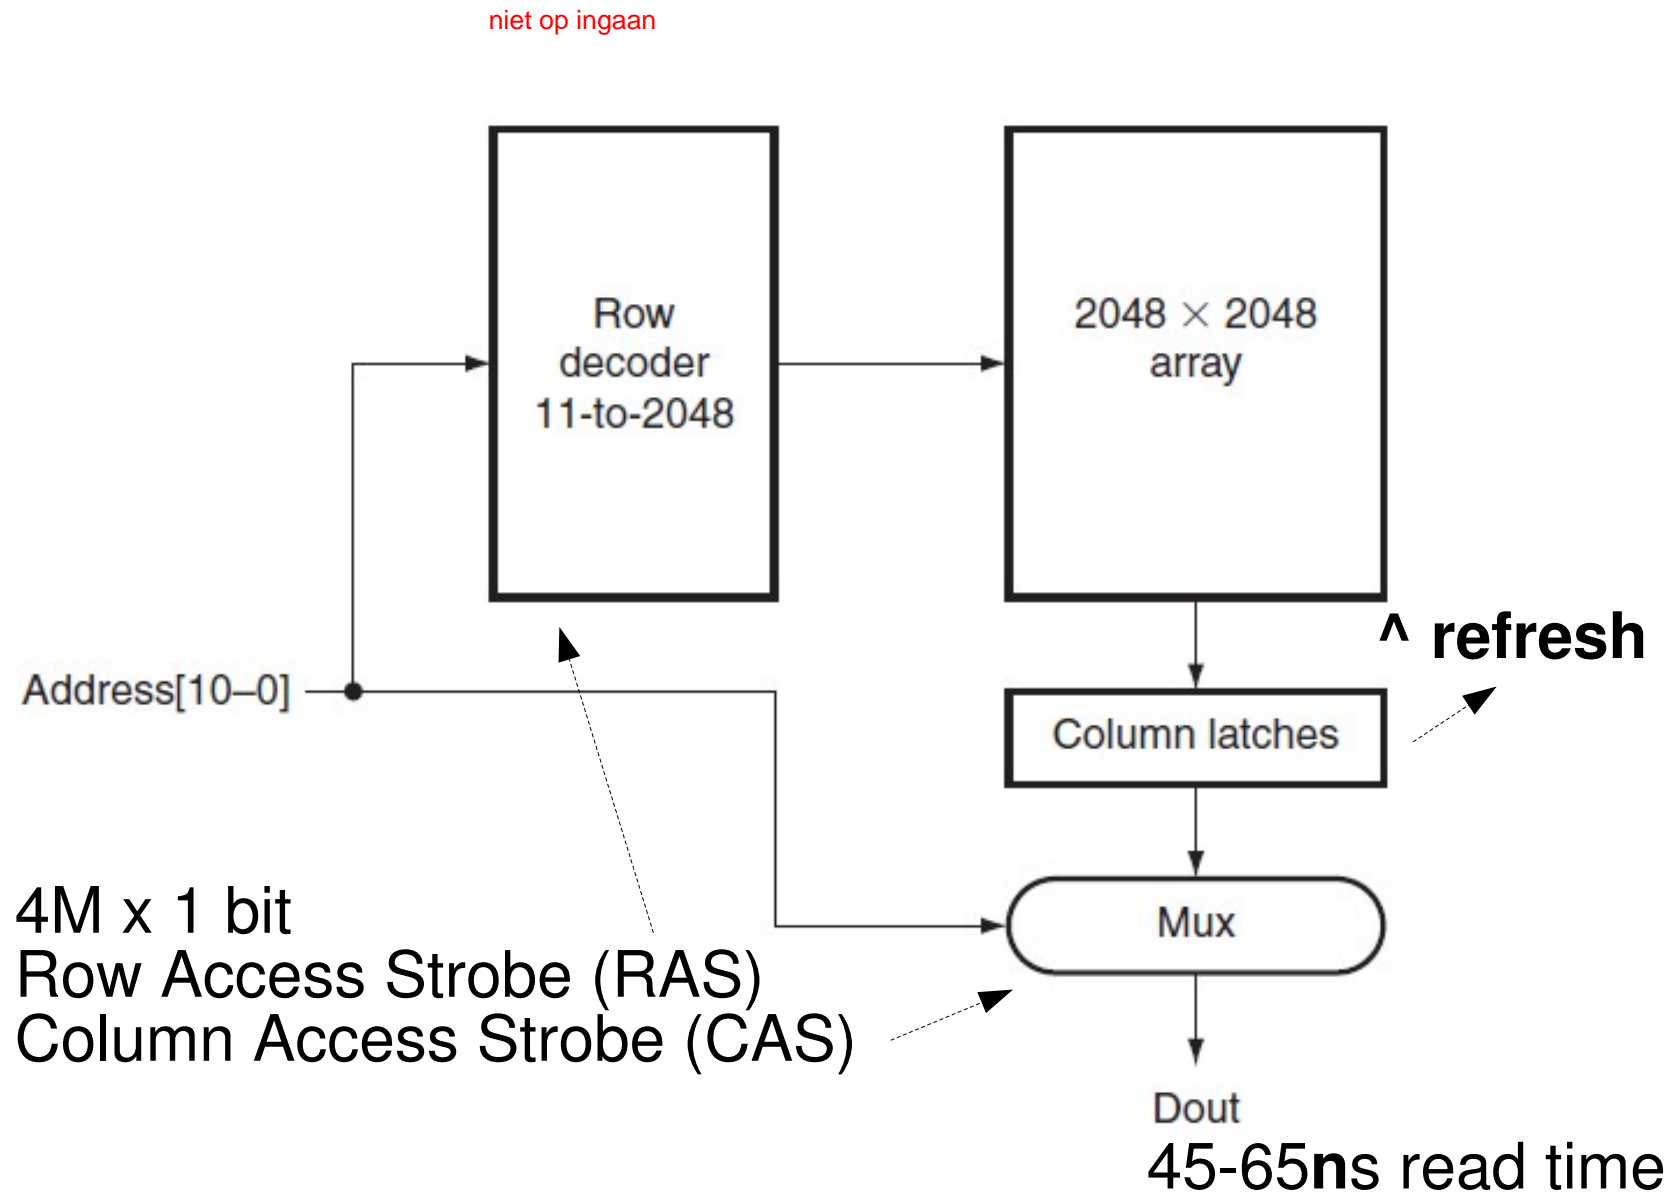 niet op ingaan
Row
decoder
11-to-2048
2048 × 2048
array
^ refresh
Address[10–0]
Column latches
4M x 1 bit
Row Access Strobe (RAS)
Column Access Strobe (CAS)
Mux
Dout
45-65ns read time